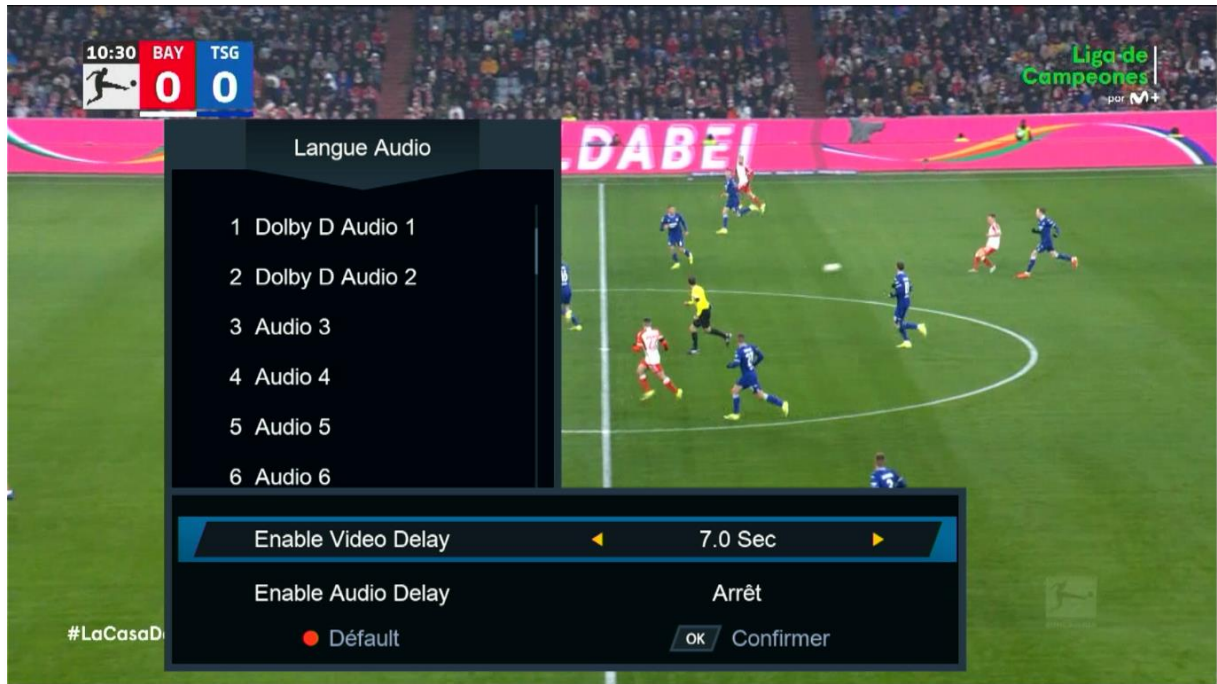 10:30 BAY TSG
0 0
Liga de
Campeones
por M+
DABEI
Langue Audio
1 Dolby D Audio 1
2 Dolby D Audio 2
3 Audio 3
4 Audio 4
5 Audio 5
6 Audio 6
Enable Video Delay 7.0 Sec
Enable Audio Delay Arrêt
#LaCasaD
Défault OK Confirmer